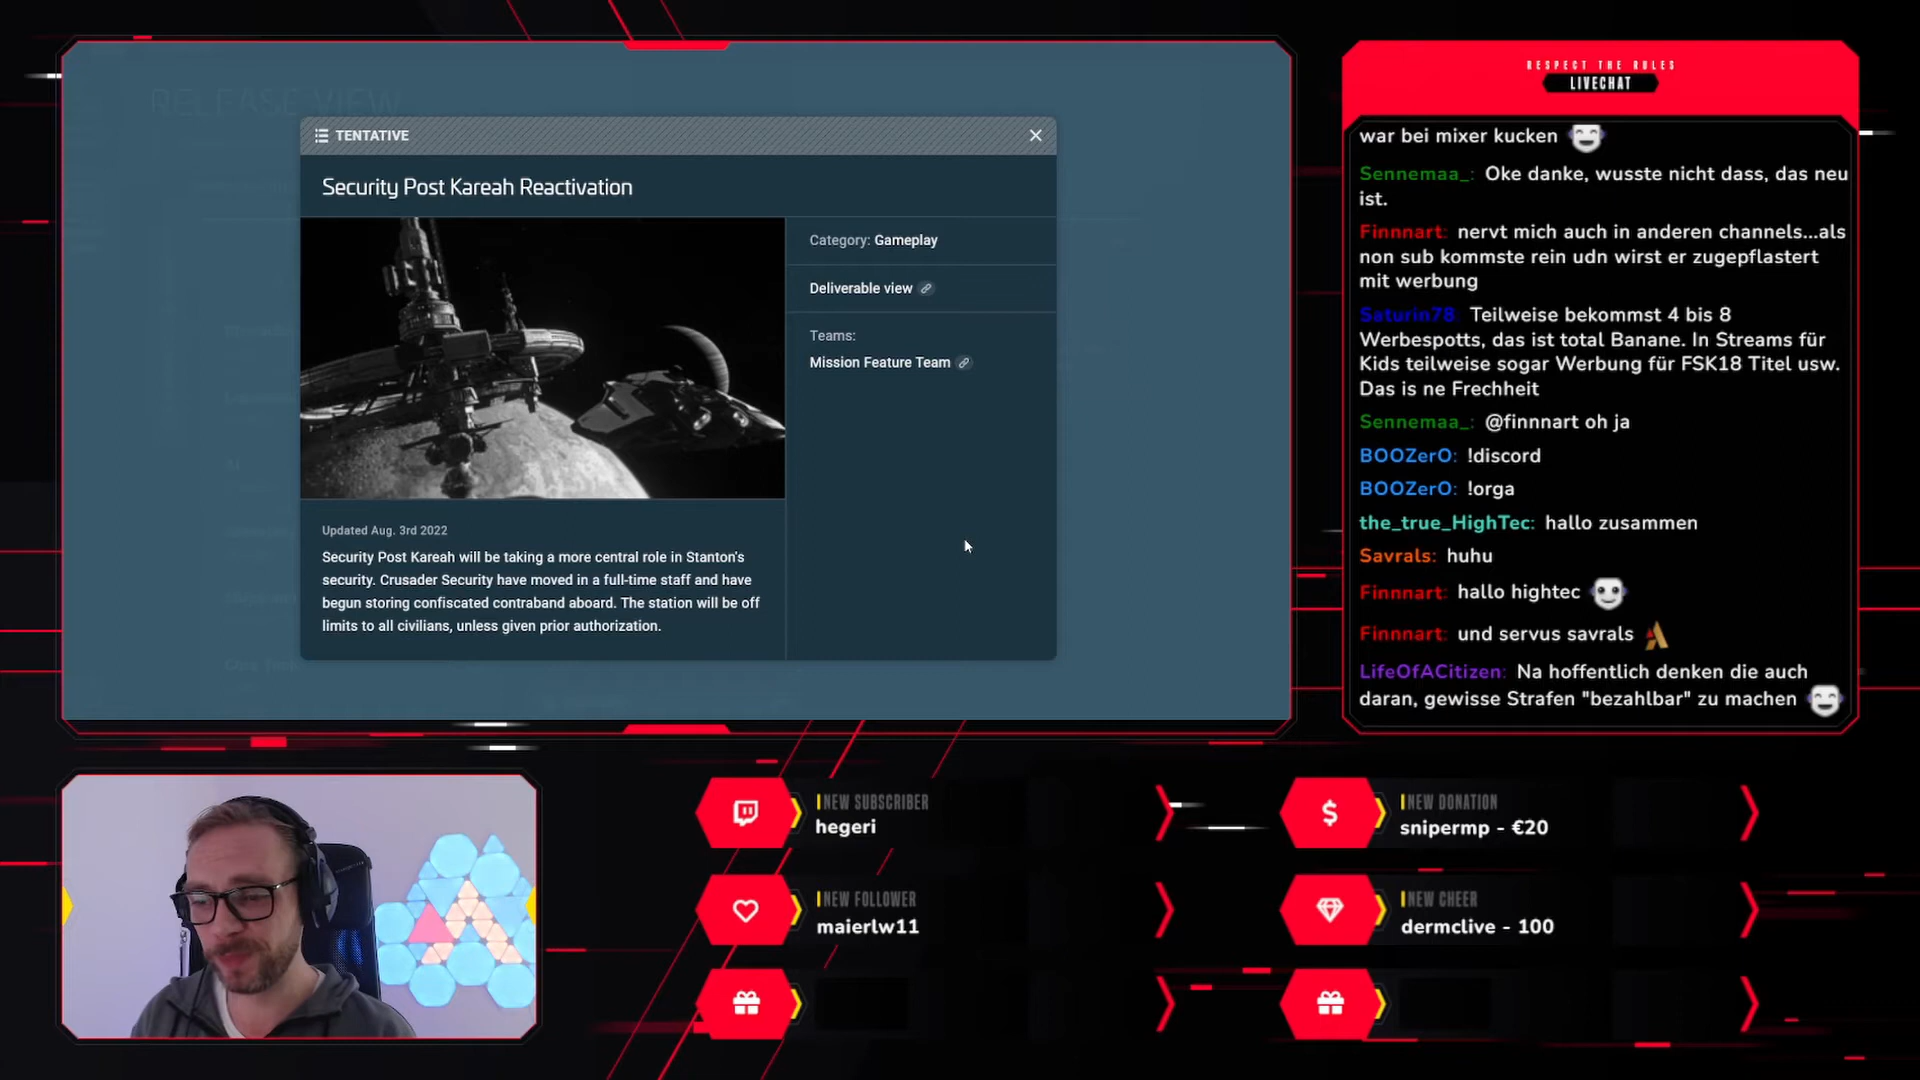 RELEASE VIEW
TENTATIVE
Security Post Kareah Reactivation
Category: Gameplay
Deliverable view
Teams:
Mission Feature Team
Updated Aug. 3rd 2022
Security Post Kareah will be taking a more central role in Stanton's
security. Crusader Security have moved in a full-time staff and have
begun storing confiscated contraband aboard. The station will be off
limits to all civilians, unless given prior authorization.
RESPECT THE RULES
LIVECHAT
war bei mixer kucken
Sennemaa_: Oke danke, wusste nicht dass, das neu
ist.
Finnnart: nervt mich auch in anderen channels...als
non sub kommste rein udn wirst er zugepflastert
mit werbung
Saturin78: Teilweise bekommst 4 bis 8
Werbespotts, das ist total Banane. In Streams für
Kids teilweise sogar Werbung für FSK18 Titel usw.
Das is ne Frechheit
Sennemaa_: @finnnart oh ja
BOOZerO: !discord
BOOZerO: !orga
the_true_HighTec: hallo zusammen
Savrals: huhu
Finnnart: hallo hightec
Finnnart: und servus savrals
LifeOfACitizen: Na hoffentlich denken die auch
daran, gewisse Strafen "bezahlbar" zu machen
NEW SUBSCRIBER
hegeri
NEW DONATION
snipermp - €20
NEW FOLLOWER
maierlw11
NEW CHEER
dermclive - 100